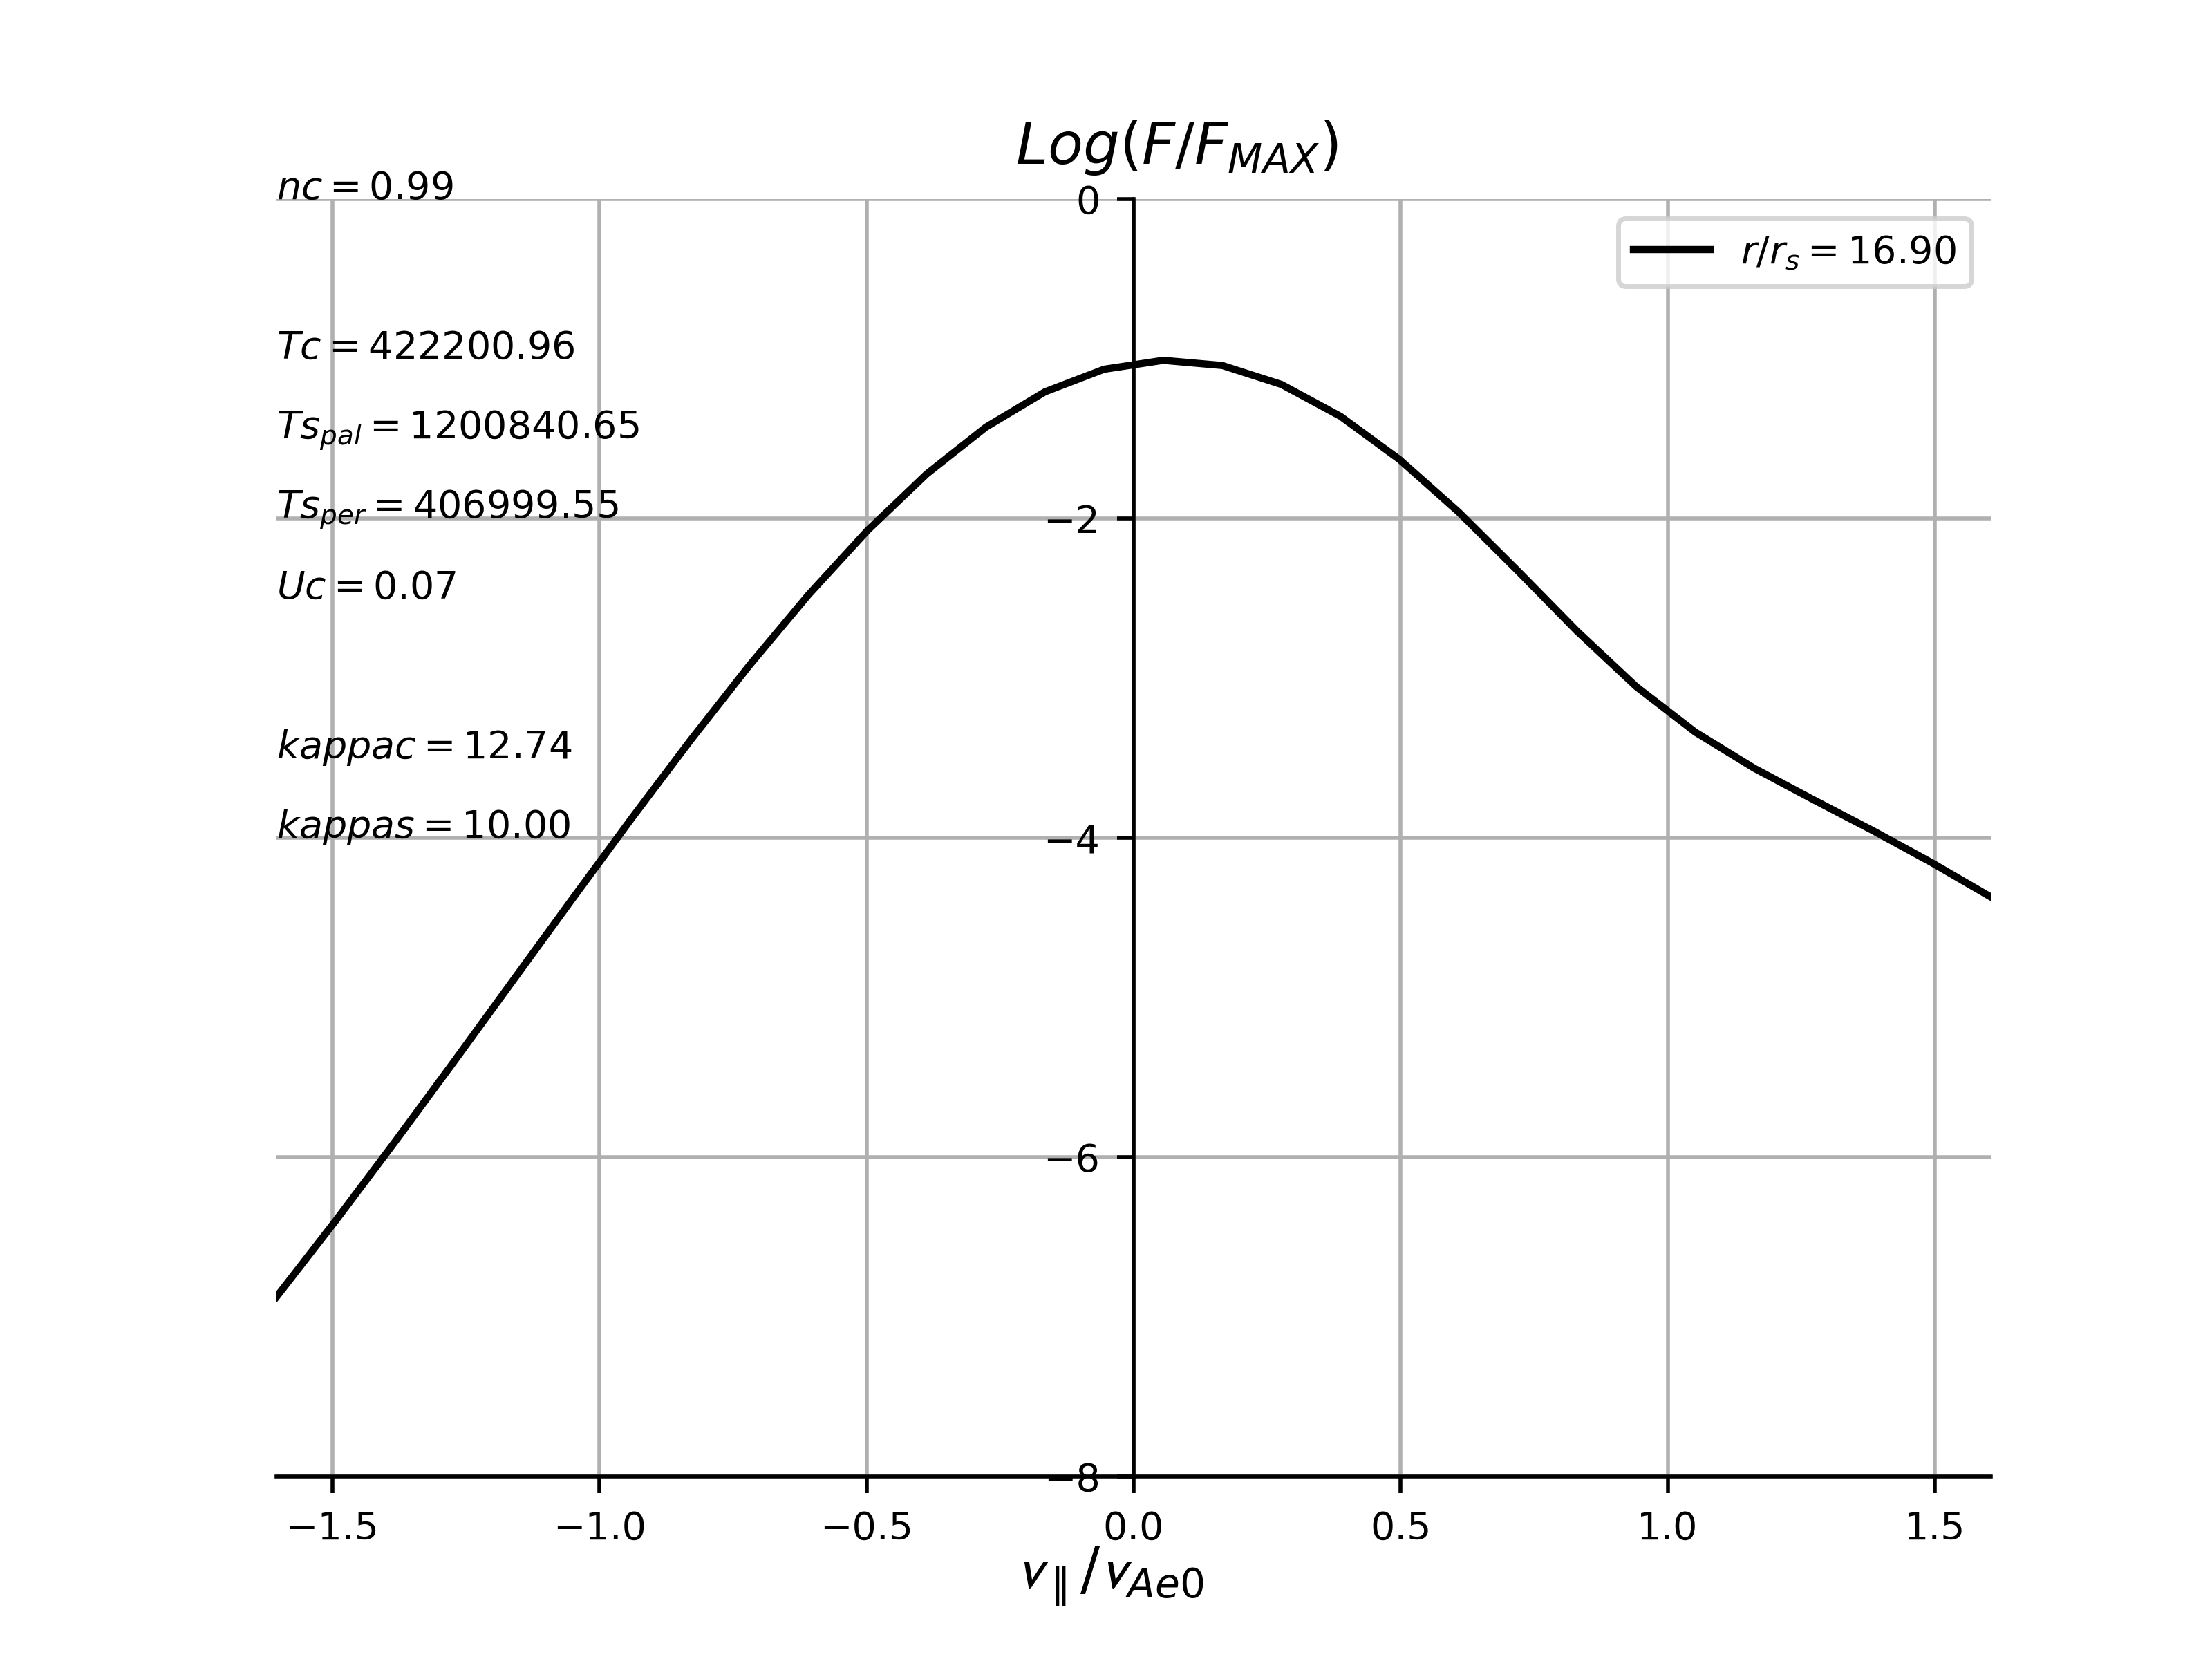 Log(F/F_MAX)
nc = 0.99
0
r/r_s = 16.90
Tc = 422200.96
Ts_pal = 1200840.65
Ts_per = 406999.55
−2
Uc = 0.07
kappac = 12.74
kappas = 10.00
−4
−6
−8
−1.5 −1.0 −0.5 0.0 0.5 1.0 1.5
v_∥/v_Ae0